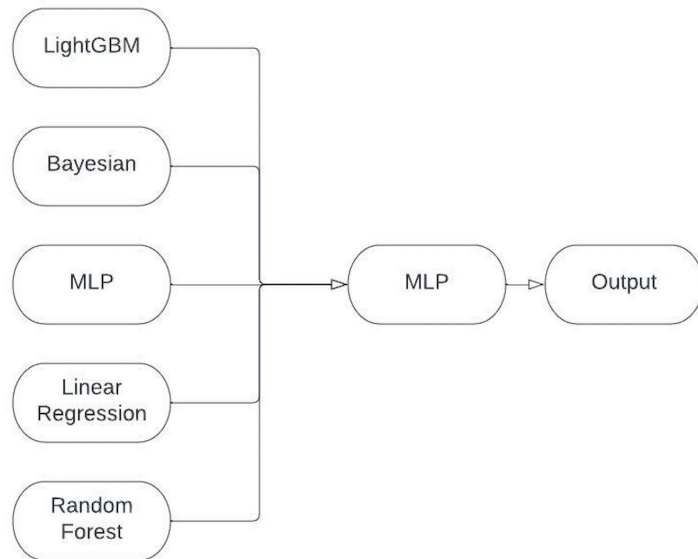 LightGBM
Bayesian
MLP
Linear
Regression
Random
Forest
MLP
Output